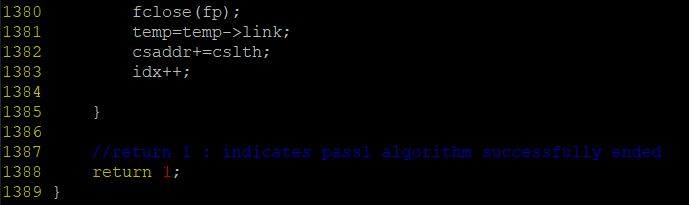 1380         fclose(fp);
1381         temp=temp->link;
1382         csaddr+=cslth;
1383         idx++;
1384
1385     }
1386
1387     //return 1 : indicates pass1 algorithm successfully ended
1388     return 1;
1389 }